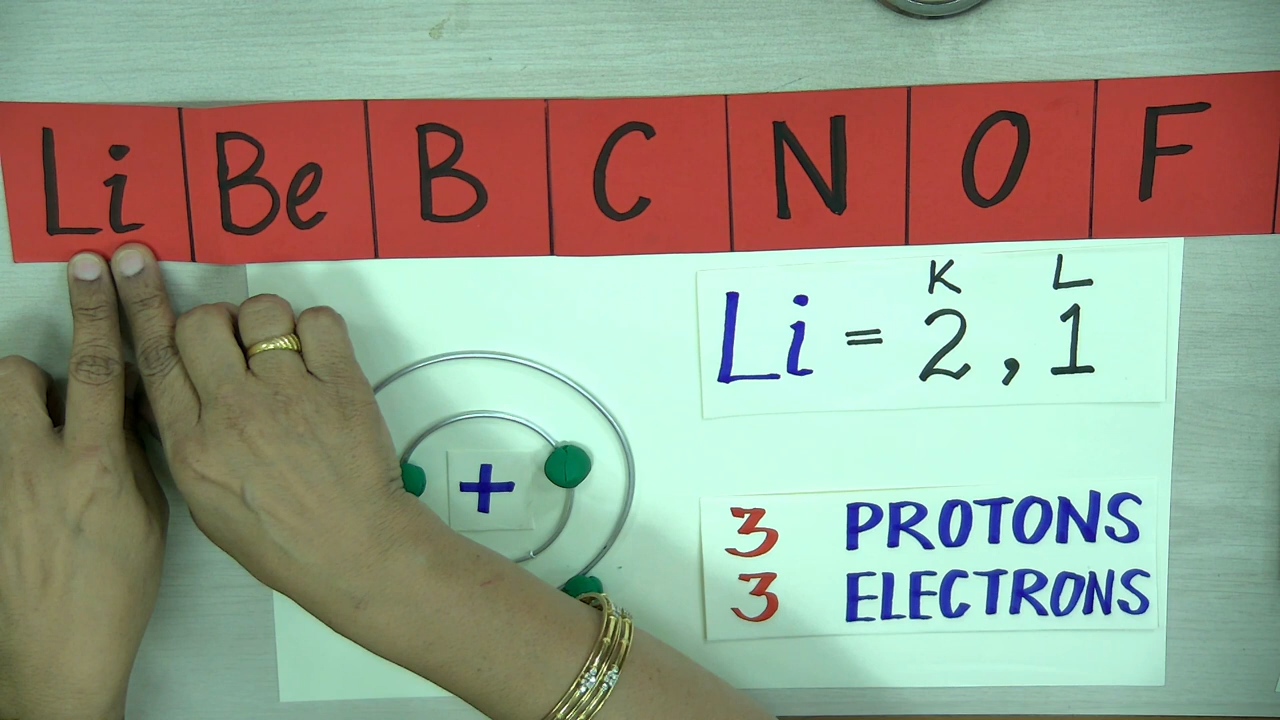 Li Be B C N O F
K L
Li = 2, 1
+
3 PROTONS
3 ELECTRONS